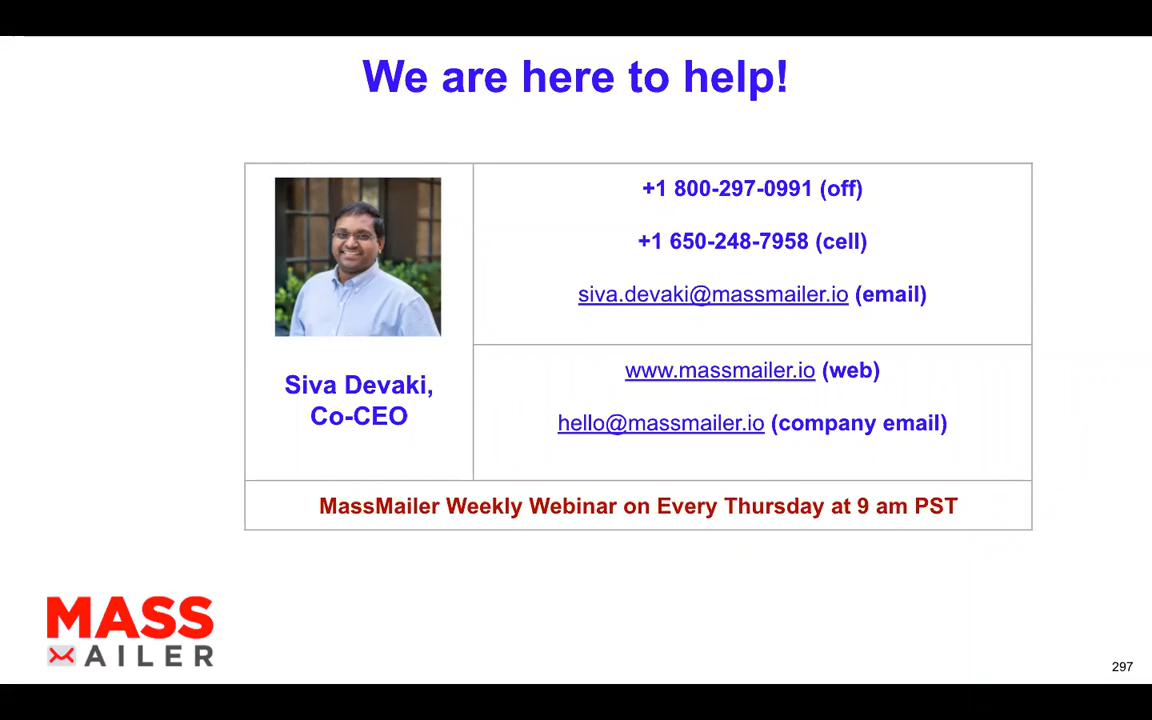 We are here to help!
+1 800-297-0991 (off)
+1 650-248-7958 (cell)
siva.devaki@massmailer.io (email)
Siva Devaki,
Co-CEO
www.massmailer.io (web)
hello@massmailer.io (company email)
MassMailer Weekly Webinar on Every Thursday at 9 am PST
MASS
AILER
297